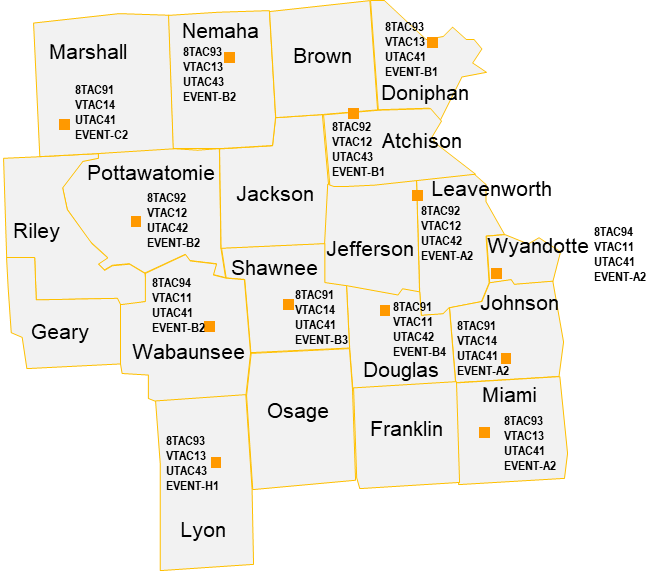 Marshall
8TAC91
VTAC14
UTAC41
EVENT-C2
Nemaha
8TAC93
VTAC13
UTAC43
EVENT-B2
Brown
8TAC93
VTAC13
UTAC41
EVENT-B1
Doniphan
8TAC92
VTAC12
UTAC43
EVENT-B1
Atchison
Pottawatomie
8TAC92
VTAC12
UTAC42
EVENT-B2
Riley
Jackson
Jefferson
Leavenworth
8TAC92
VTAC12
UTAC42
EVENT-A2
Wyandotte
8TAC94
VTAC11
UTAC41
EVENT-A2
Geary
8TAC94
VTAC11
UTAC41
EVENT-B2
Wabaunsee
Shawnee
8TAC91
VTAC14
UTAC41
EVENT-B3
8TAC91
VTAC11
UTAC42
EVENT-B4
Douglas
Johnson
8TAC91
VTAC14
UTAC41
EVENT-A2
Osage
Franklin
Miami
8TAC93
VTAC13
UTAC41
EVENT-A2
8TAC93
VTAC13
UTAC43
EVENT-H1
Lyon